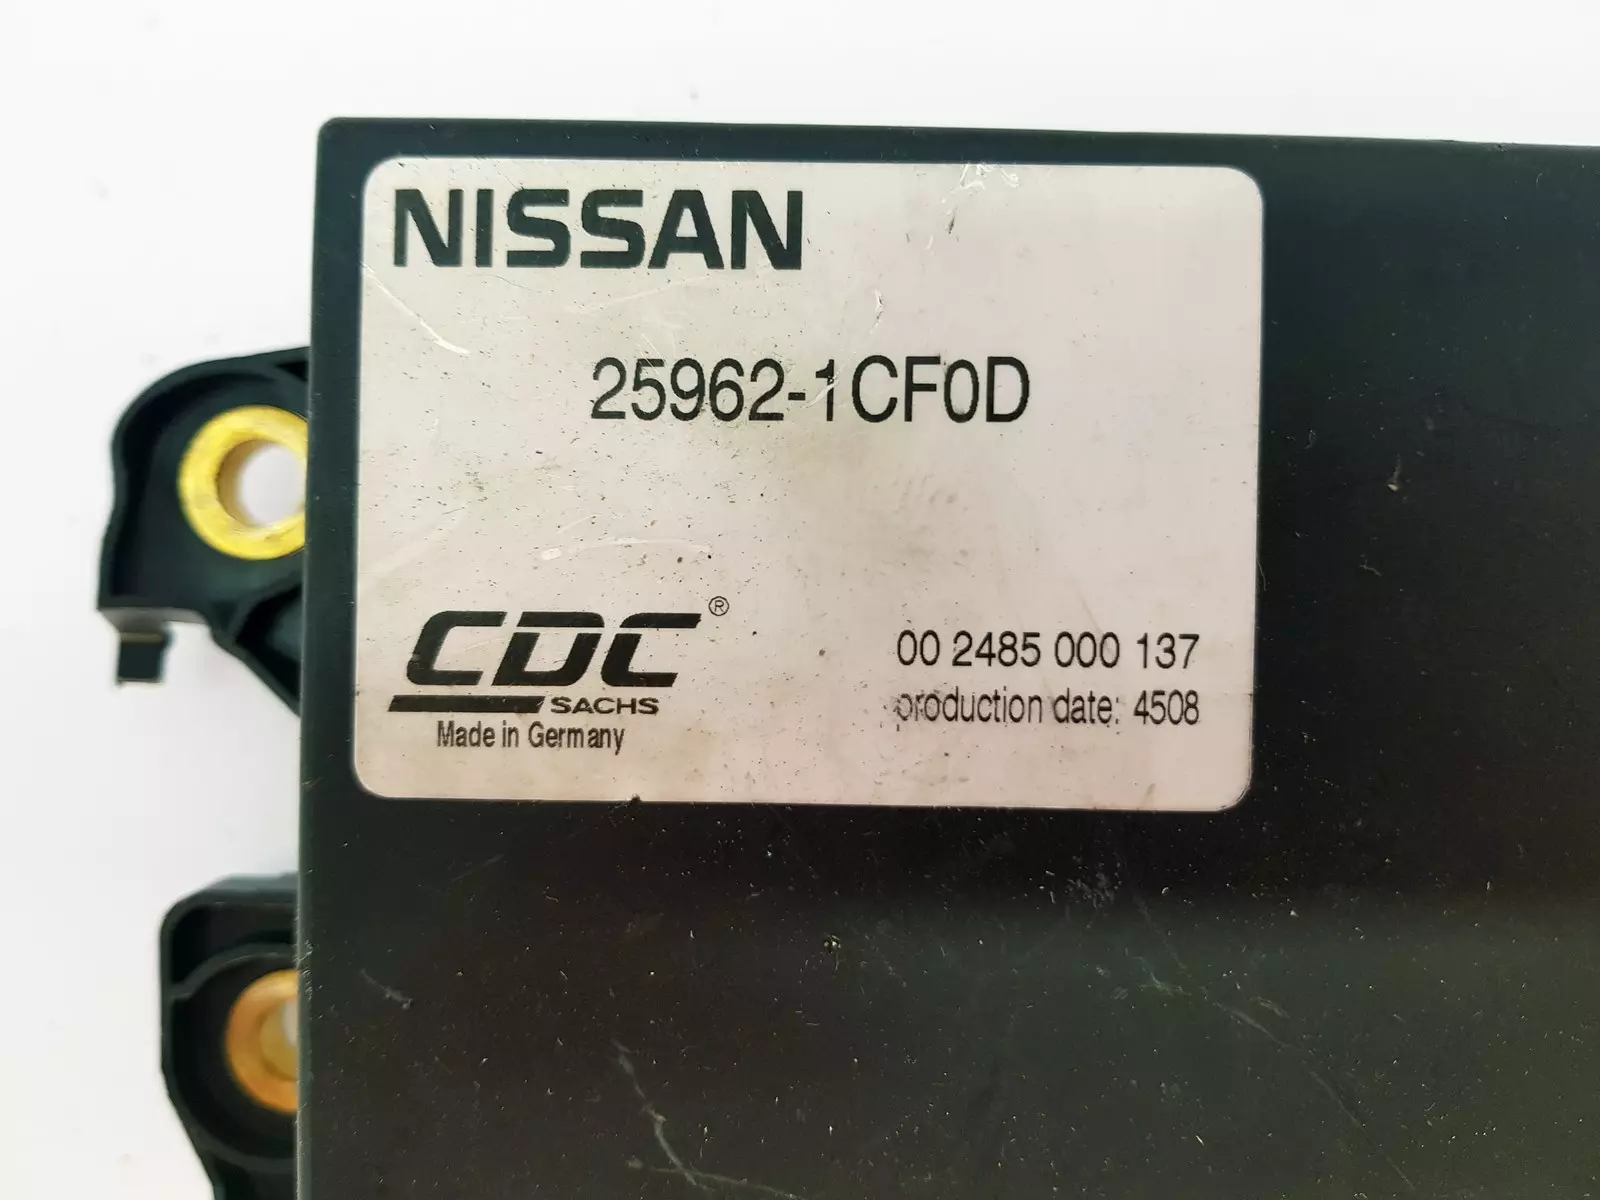 NISSAN
25962-1CF0D
CDC®
SACHS
Made in Germany
00 2485 000 137
production date: 4508